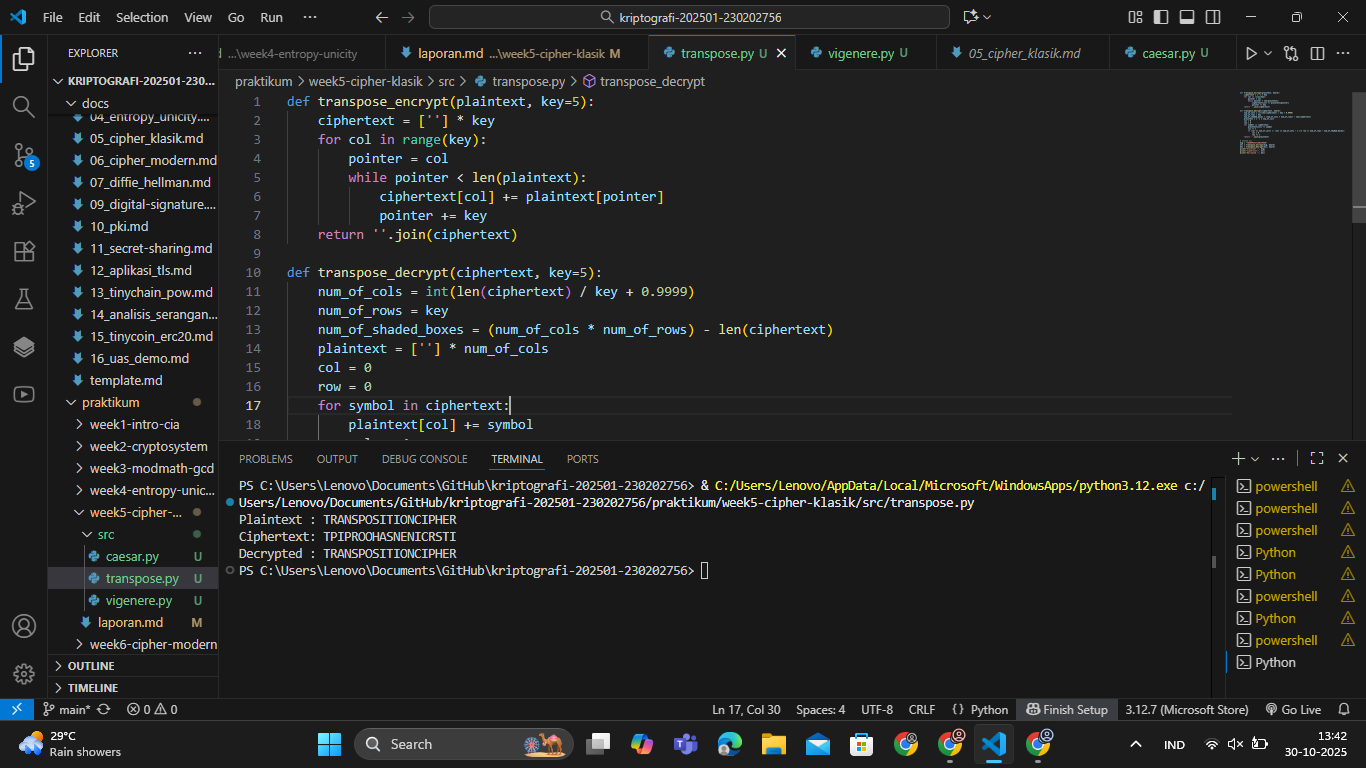 File Edit Selection View Go Run ··· kriptografi-202501-230202756
EXPLORER ···
KRIPTOGRAFI-202501-230...
docs
04_entropy_unicity....
05_cipher_klasik.md
06_cipher_modern.md
07_diffie_hellman.md
09_digital-signature....
10_pki.md
11_secret-sharing.md
12_aplikasi_tls.md
13_tinychain_pow.md
14_analisis_serangan...
15_tinycoin_erc20.md
16_uas_demo.md
template.md
praktikum
week1-intro-cia
week2-cryptosystem
week3-modmath-gcd
week4-entropy-unic...
week5-cipher-...
src
caesar.py U
transpose.py U
vigenere.py U
laporan.md M
week6-cipher-modern
OUTLINE
TIMELINE
5
...\week4-entropy-unicity laporan.md ...\week5-cipher-klasik M transpose.py U vigenere.py U 05_cipher_klasik.md caesar.py U
praktikum > week5-cipher-klasik > src > transpose.py > transpose_decrypt
1 def transpose_encrypt(plaintext, key=5):
2 ciphertext = [''] * key
3 for col in range(key):
4 pointer = col
5 while pointer < len(plaintext):
6 ciphertext[col] += plaintext[pointer]
7 pointer += key
8 return ''.join(ciphertext)
9
10 def transpose_decrypt(ciphertext, key=5):
11 num_of_cols = int(len(ciphertext) / key + 0.9999)
12 num_of_rows = key
13 num_of_shaded_boxes = (num_of_cols * num_of_rows) - len(ciphertext)
14 plaintext = [''] * num_of_cols
15 col = 0
16 row = 0
17 for symbol in ciphertext:
18 plaintext[col] += symbol
PROBLEMS OUTPUT DEBUG CONSOLE TERMINAL PORTS
PS C:\Users\Lenovo\Documents\GitHub\kriptografi-202501-230202756> & C:/Users/Lenovo/AppData/Local/Microsoft/WindowsApps/python3.12.exe c:/
Users/Lenovo/Documents/GitHub/kriptografi-202501-230202756/praktikum/week5-cipher-klasik/src/transpose.py
Plaintext : TRANSPOSITIONCIPHER
Ciphertext: TPIPROOHASNENICRSTI
Decrypted : TRANSPOSITIONCIPHER
PS C:\Users\Lenovo\Documents\GitHub\kriptografi-202501-230202756>
powershell
powershell
powershell
Python
Python
powershell
Python
powershell
Python
main* 0 0 Ln 17, Col 30 Spaces: 4 UTF-8 CRLF {} Python Finish Setup 3.12.7 (Microsoft Store) Go Live
29°C
Rain showers
Search
IND
13:42
30-10-2025